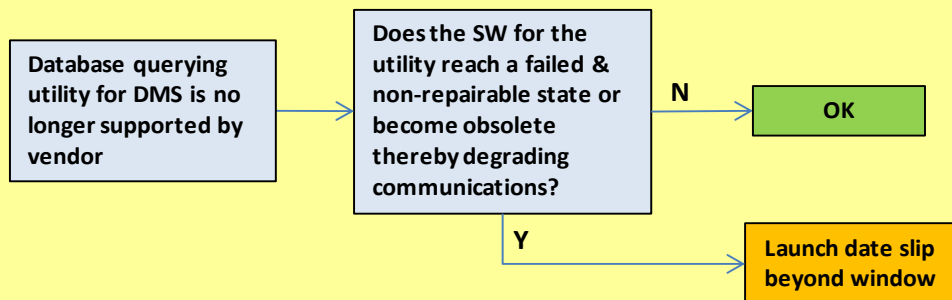 Database querying
utility for DMS is no
longer supported by
vendor
Does the SW for the
utility reach a failed &
non-repairable state or
become obsolete
thereby degrading
communications?
N
OK
Y
Launch date slip
beyond window